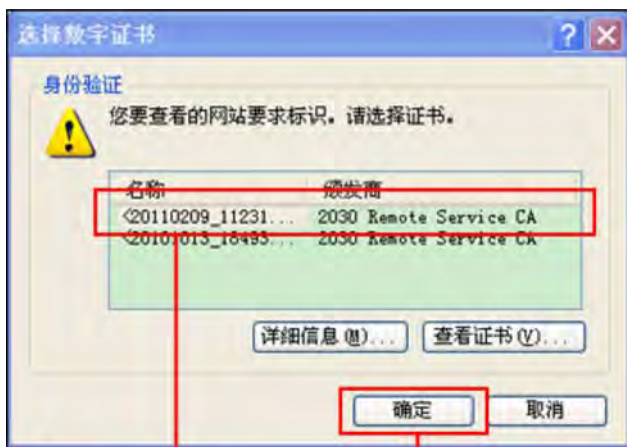 选择数字证书
身份验证
您要查看的网站要求标识。请选择证书。
名称 颁发商
<20110209_11231... 2030 Remote Service CA
<20101013_18493... 2030 Remote Service CA
详细信息(M)... 查看证书(V)...
确定 取消